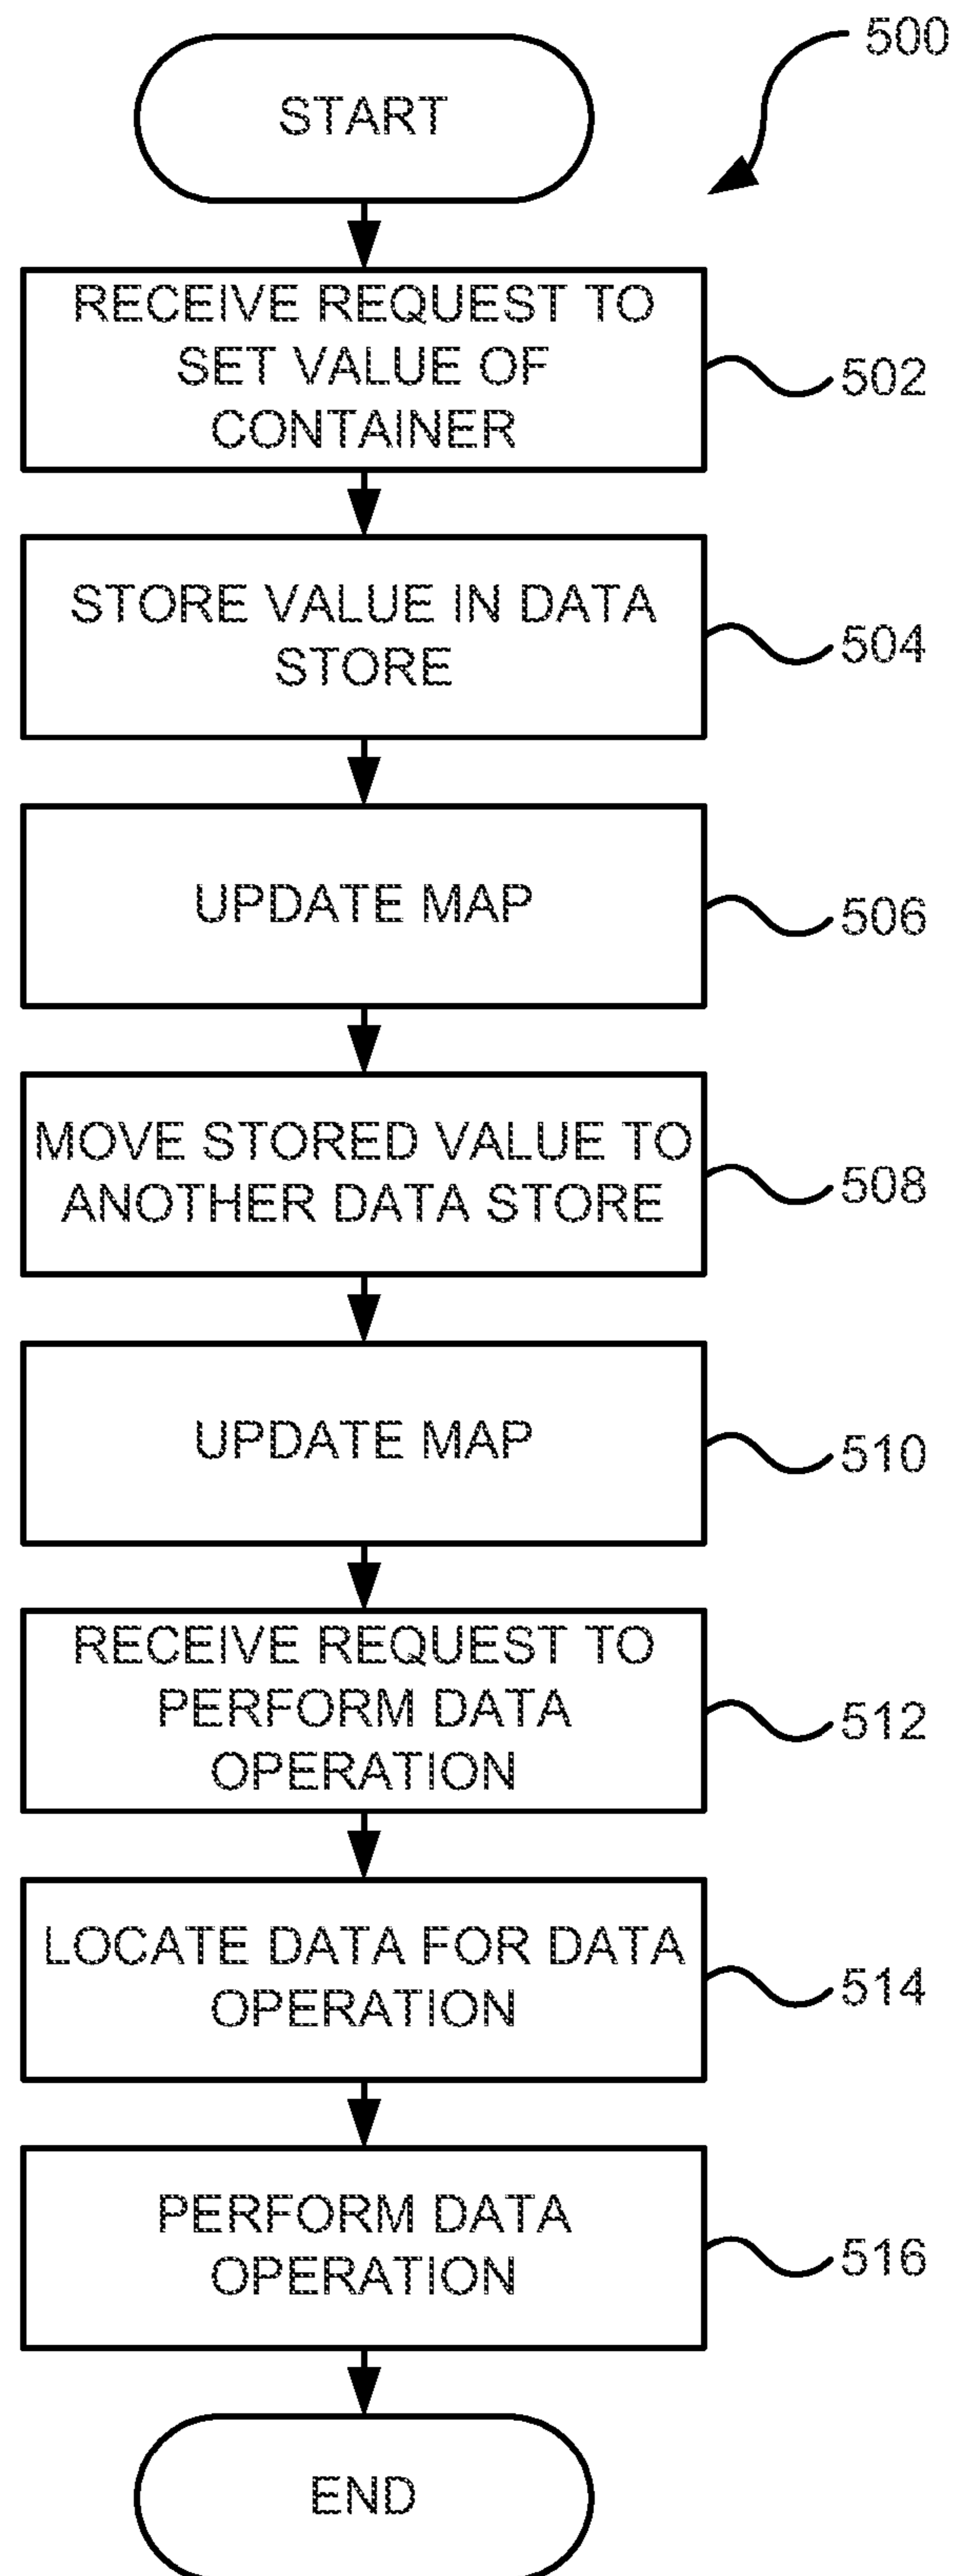 500
START
RECEIVE REQUEST TO
SET VALUE OF
CONTAINER
502
STORE VALUE IN DATA
STORE
504
UPDATE MAP
506
MOVE STORED VALUE TO
ANOTHER DATA STORE
508
UPDATE MAP
510
RECEIVE REQUEST TO
PERFORM DATA
OPERATION
512
LOCATE DATA FOR DATA
OPERATION
514
PERFORM DATA
OPERATION
516
END